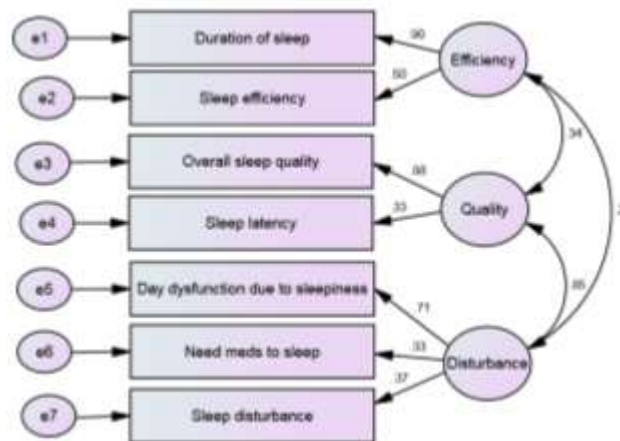 e1
Duration of sleep
.90
Efficiency
e2
Sleep efficiency
.50
.34
e3
Overall sleep quality
.88
Quality
e4
Sleep latency
.33
e5
Day dysfunction due to sleepiness
.71
.85
e6
Need meds to sleep
.33
Disturbance
.37
e7
Sleep disturbance